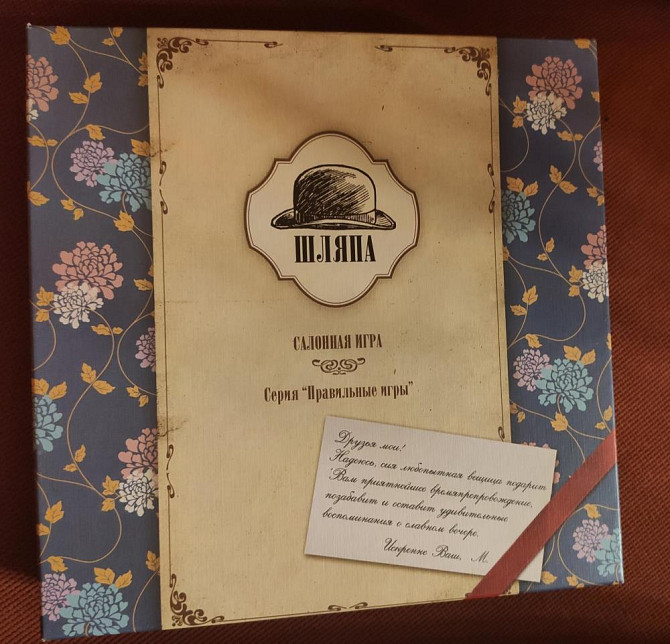 ШЛЯПА
САЛОННАЯ ИГРА
Серия "Правильные игры"
Друзья мои!
Надеюсь, сия любопытная вещица подарит
Вам приятнейшее времяпрепровождение,
позабавит и оставит удивительные
воспоминания о славном вечере.
Искренне Ваш, М.